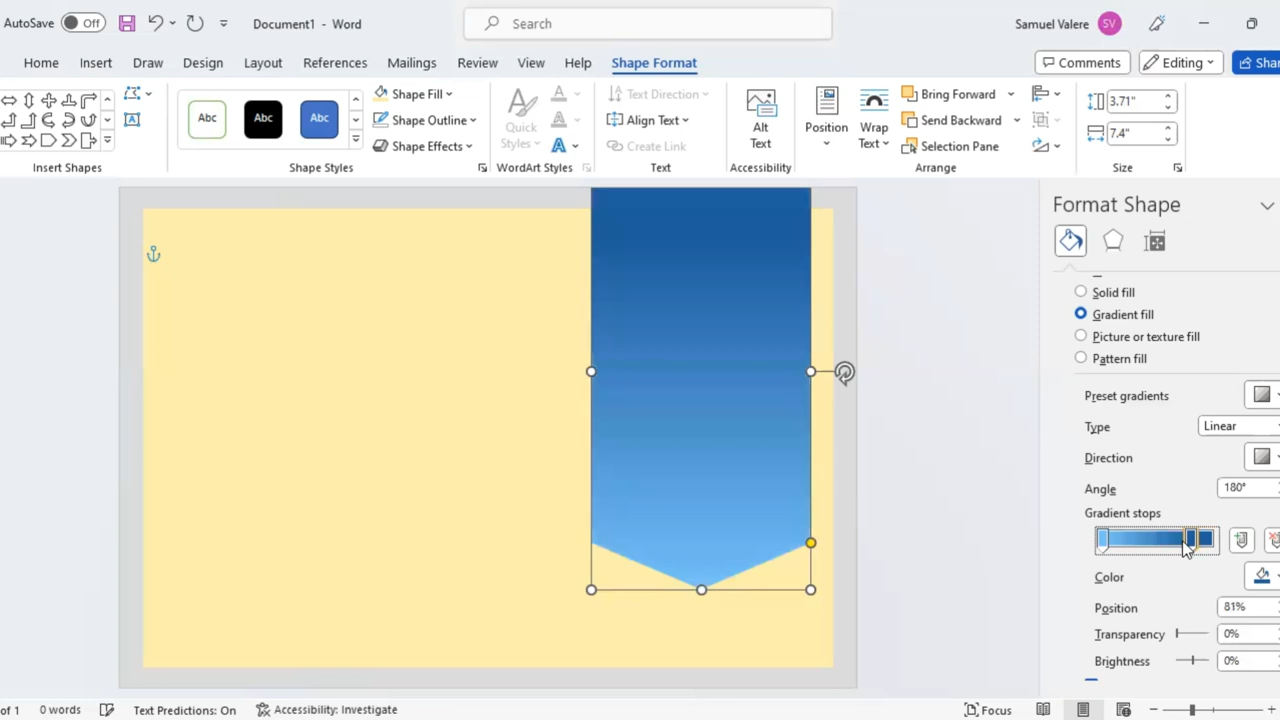 AutoSave Off Document1 - Word Search Samuel Valere SV
Home Insert Draw Design Layout References Mailings Review View Help Shape Format Comments Editing Shar
Abc Abc Abc
Shape Fill
Shape Outline
Shape Effects
Quick
Styles
A
A
A
Text Direction
Align Text
Create Link
Alt
Text
Position
Wrap
Text
Bring Forward
Send Backward
Selection Pane
3.71"
7.4"
Insert Shapes Shape Styles WordArt Styles Text Accessibility Arrange Size
Format Shape
Solid fill
Gradient fill
Picture or texture fill
Pattern fill
Preset gradients
Type Linear
Direction
Angle 180°
Gradient stops
Color
Position 81%
Transparency 0%
Brightness 0%
of 1 0 words Text Predictions: On Accessibility: Investigate Focus